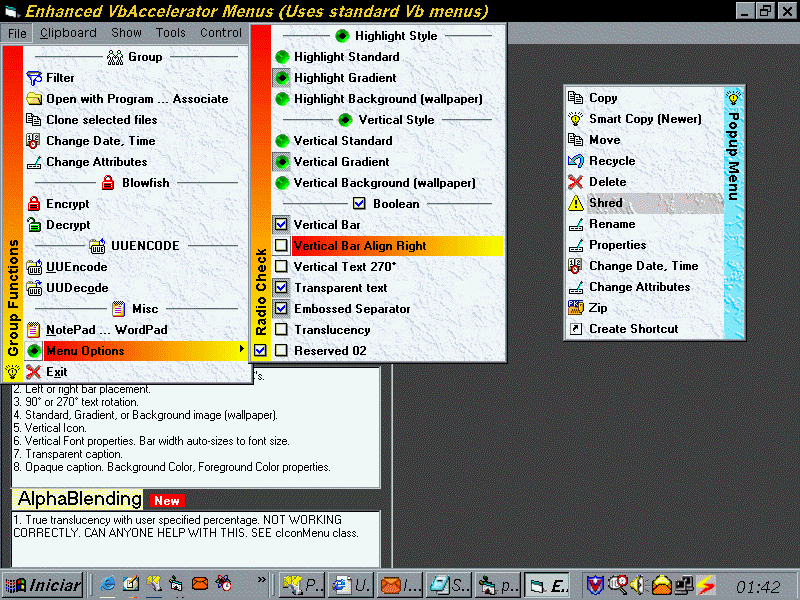 Enhanced VbAccelerator Menus (Uses standard Vb menus)
File Clipboard Show Tools Control
Group
Filter
Open with Program ... Associate
Clone selected files
Change Date, Time
Change Attributes
Blowfish
Encrypt
Decrypt
UUENCODE
UUEncode
UUDecode
Misc
NotePad ... WordPad
Menu Options
Exit
Group Functions
Highlight Style
Highlight Standard
Highlight Gradient
Highlight Background (wallpaper)
Vertical Style
Vertical Standard
Vertical Gradient
Vertical Background (wallpaper)
Boolean
Vertical Bar
Vertical Bar Align Right
Vertical Text 270°
Transparent text
Embossed Separator
Translucency
Reserved 02
Radio Check
Copy
Smart Copy (Newer)
Move
Recycle
Delete
Shred
Rename
Properties
Change Date, Time
Change Attributes
Zip
Create Shortcut
Popup Menu
2. Left or right bar placement.
3. 90° or 270° text rotation.
4. Standard, Gradient, or Background image (wallpaper).
5. Vertical Icon.
6. Vertical Font properties. Bar width auto-sizes to font size.
7. Transparent caption.
8. Opaque caption. Background Color, Foreground Color properties.
AlphaBlending New
1. True translucency with user specified percentage. NOT WORKING
CORRECTLY. CAN ANYONE HELP WITH THIS. SEE cIconMenu class.
Iniciar » P.. U.. I... S.. p... E.. 01:42